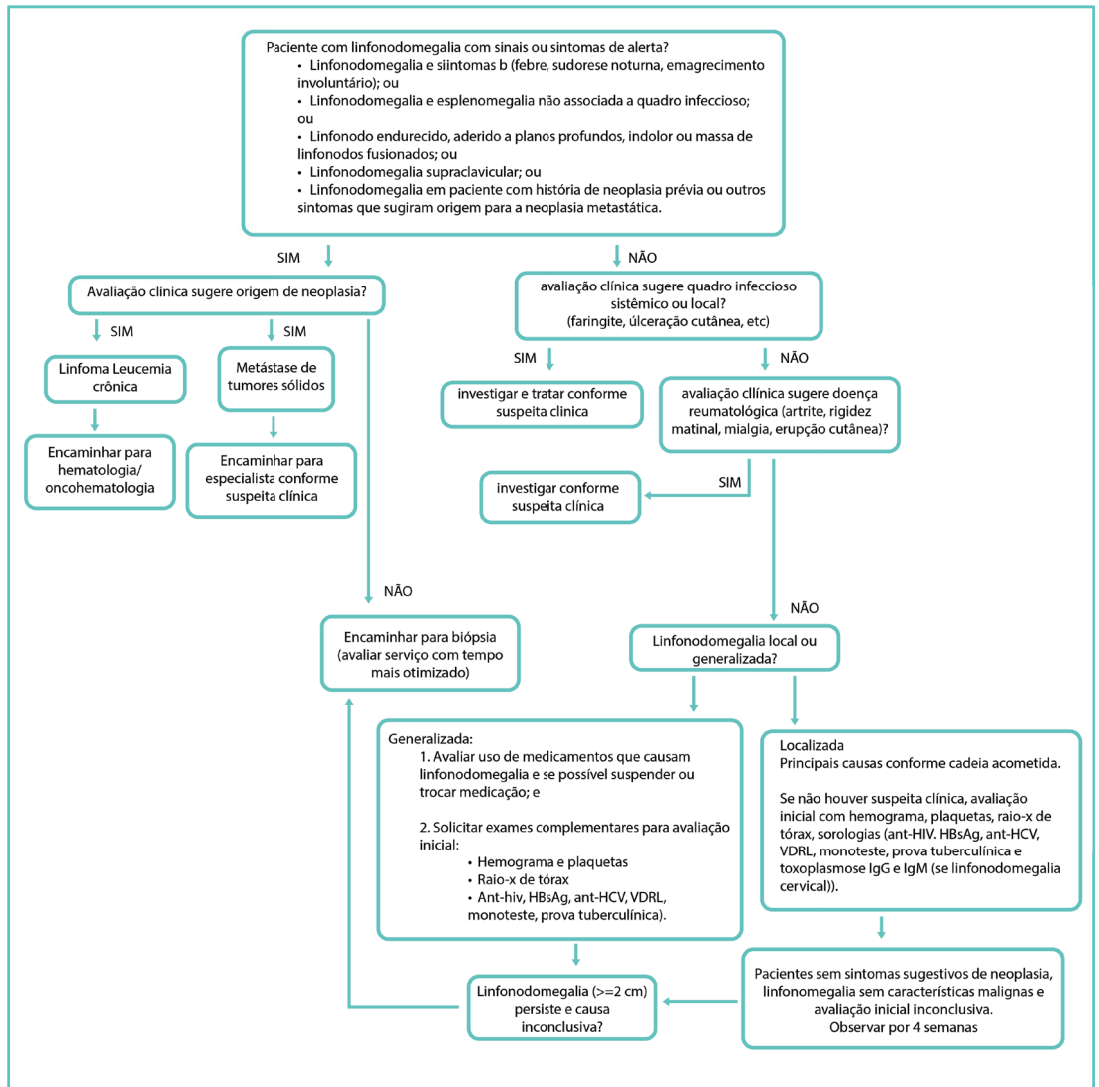 Paciente com linfonodomegalia com sinais ou sintomas de alerta?
• Linfonodomegalia e siintomas b (febre, sudorese noturna, emagrecimento
involuntário); ou
• Linfonodomegalia e esplenomegalia não associada a quadro infeccioso;
ou
• Linfonodo endurecido, aderido a planos profundos, indolor ou massa de
linfonodos fusionados; ou
• Linfonodomegalia supraclavicular; ou
• Linfonodomegalia em paciente com história de neoplasia prévia ou outros
sintomas que sugiram origem para a neoplasia metastática.
SIM
NÃO
Avaliação clínica sugere origem de neoplasia?
avaliação clínica sugere quadro infeccioso
sistêmico ou local?
(faringite, úlceração cutânea, etc)
SIM
SIM
SIM
NÃO
Linfoma Leucemia
crônica
Metástase de
tumores sólidos
investigar e tratar conforme
suspeita clinica
avaliação cllínica sugere doença
reumatológica (artrite, rigidez
matinal, mialgia, erupção cutânea)?
Encaminhar para
hematologia/
oncohematologia
Encaminhar para
especialista conforme
suspeita clínica
SIM
investigar conforme
suspeita clínica
NÃO
NÃO
Encaminhar para biópsia
(avaliar serviço com tempo
mais otimizado)
Linfonodomegalia local ou
generalizada?
Generalizada:
1. Avaliar uso de medicamentos que causam
linfonodomegalia e se possível suspender ou
trocar medicação; e
2. Solicitar exames complementares para avaliação
inicial:
• Hemograma e plaquetas
• Raio-x de tórax
• Ant-hiv, HBsAg, ant-HCV, VDRL,
monoteste, prova tuberculínica).
Localizada
Principais causas conforme cadeia acometida.
Se não houver suspeita clínica, avaliação
inicial com hemograma, plaquetas, raio-x de
tórax, sorologias (ant-HIV. HBsAg, ant-HCV,
VDRL, monoteste, prova tuberculínica e
toxoplasmose IgG e IgM (se linfonodomegalia
cervical)).
Linfonodomegalia (>=2 cm)
persiste e causa
inconclusiva?
Pacientes sem sintomas sugestivos de neoplasia,
linfonomegalia sem características malignas e
avaliação inicial inconclusiva.
Observar por 4 semanas